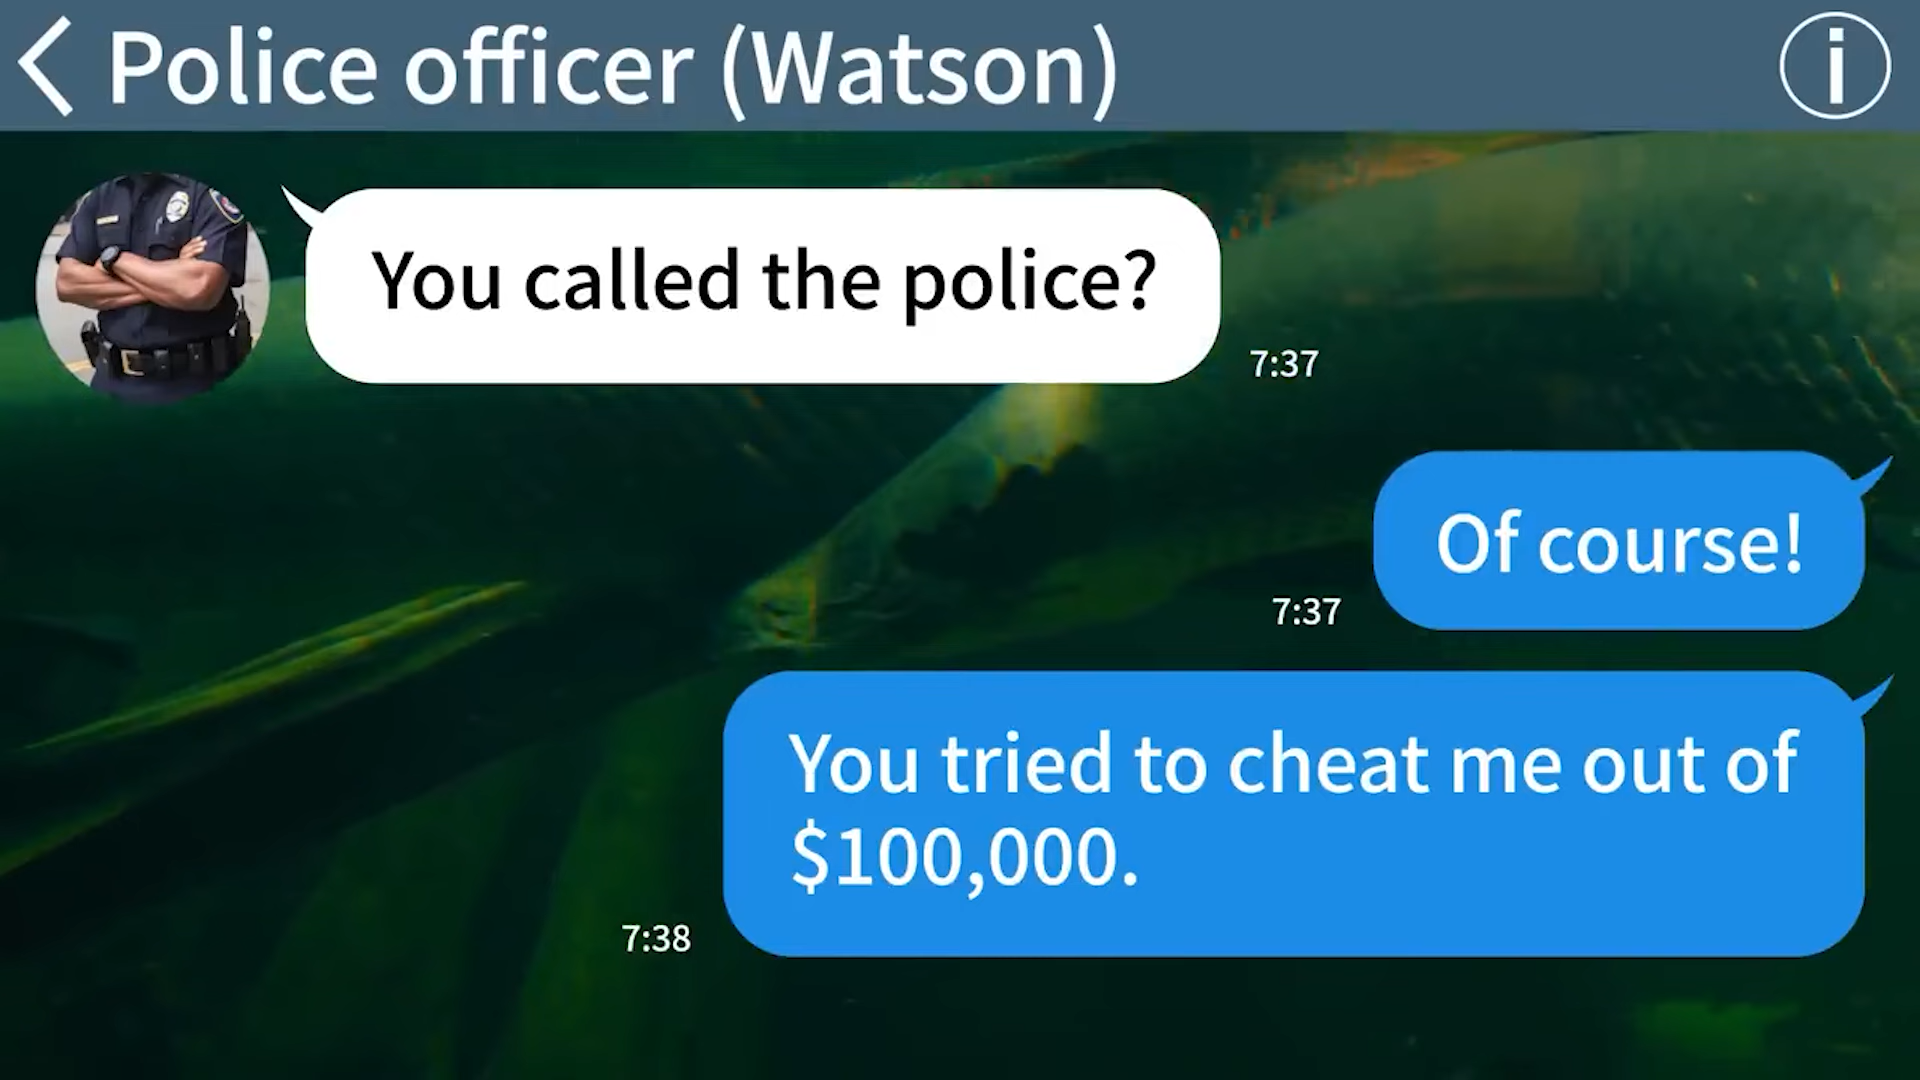 Police officer (Watson)
You called the police?
7:37
Of course!
7:37
You tried to cheat me out of
$100,000.
7:38